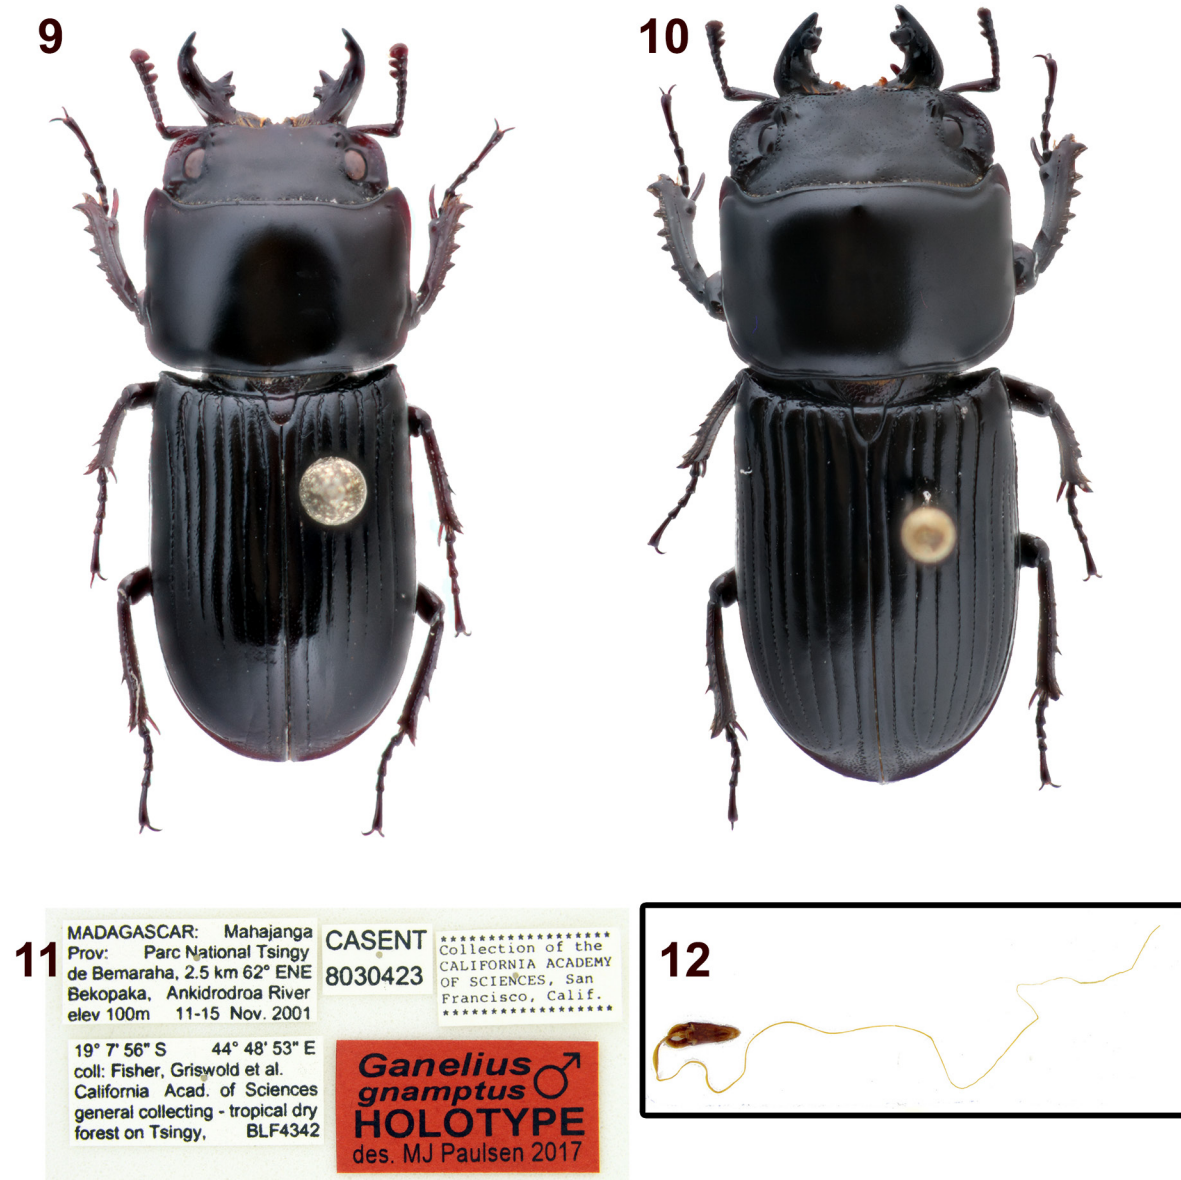 9
10
11
MADAGASCAR: Mahajanga
Prov: Parc National Tsingy
de Bemaraha, 2.5 km 62° ENE
Bekopaka, Ankidrodroa River
elev 100m 11-15 Nov. 2001
CASENT
8030423
******************
Collection of the
CALIFORNIA ACADEMY
OF SCIENCES, San
Francisco, Calif.
******************
19° 7' 56" S 44° 48' 53" E
coll: Fisher, Griswold et al.
California Acad. of Sciences
general collecting - tropical dry
forest on Tsingy, BLF4342
Ganelius ♂
gnamptus
HOLOTYPE
des. MJ Paulsen 2017
12